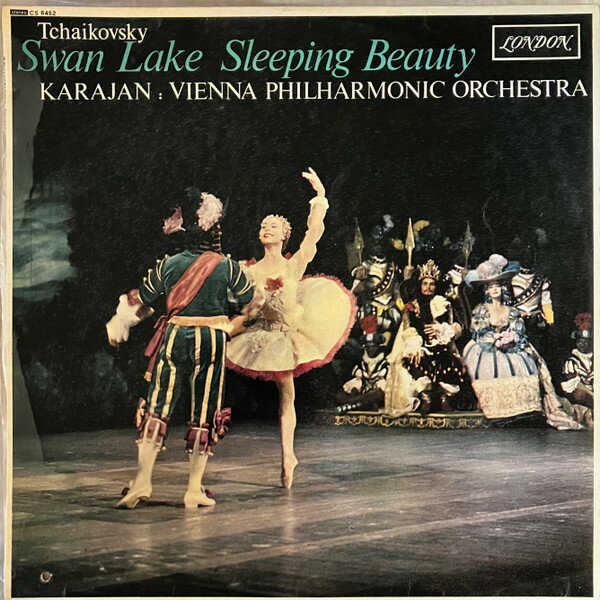 STEREO CS 6452
Tchaikovsky
Swan Lake Sleeping Beauty
LONDON
KARAJAN : VIENNA PHILHARMONIC ORCHESTRA